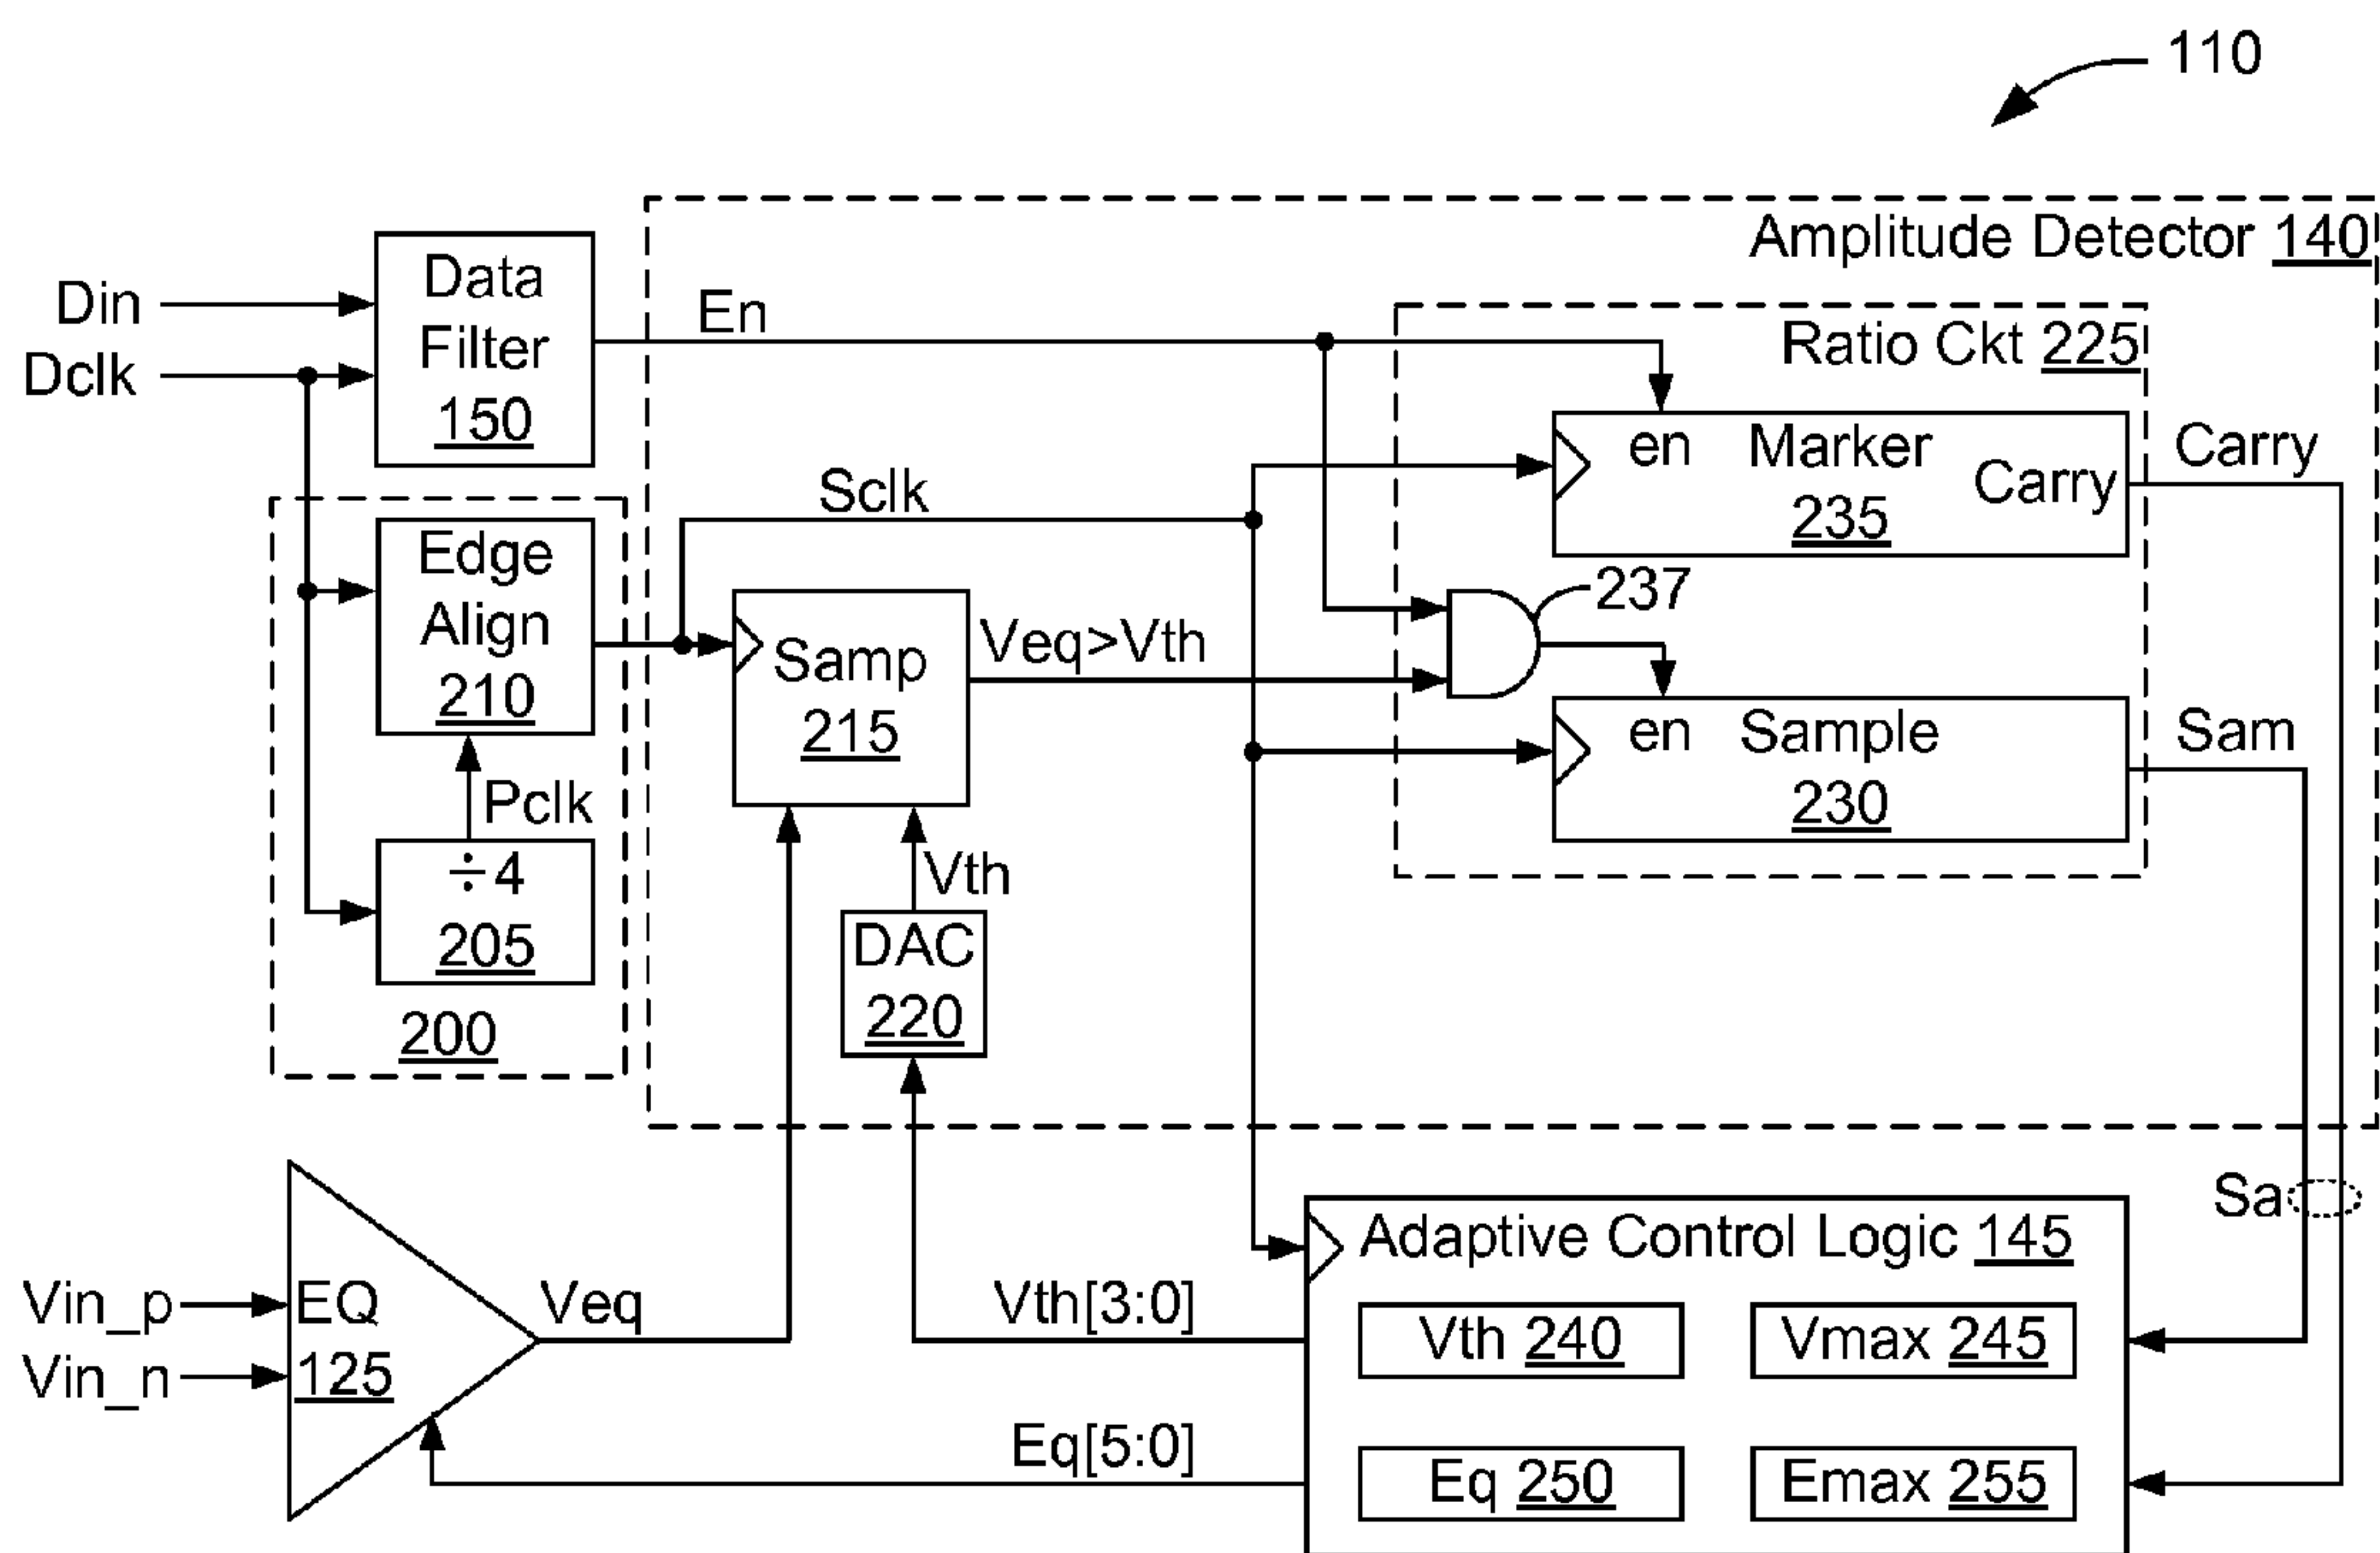 110
Amplitude Detector 140
Din
Dclk
Data
Filter
150
En
Ratio Ckt 225
en Marker
Carry
235
Carry
Sclk
Edge
Align
210
237
Samp
215
Veq>Vth
en Sample
230
Sam
Pclk
÷4
205
200
Vth
DAC
220
Sa
Adaptive Control Logic 145
Vin_p
Vin_n
EQ
125
Veq
Vth[3:0]
Vth 240
Vmax 245
Eq[5:0]
Eq 250
Emax 255